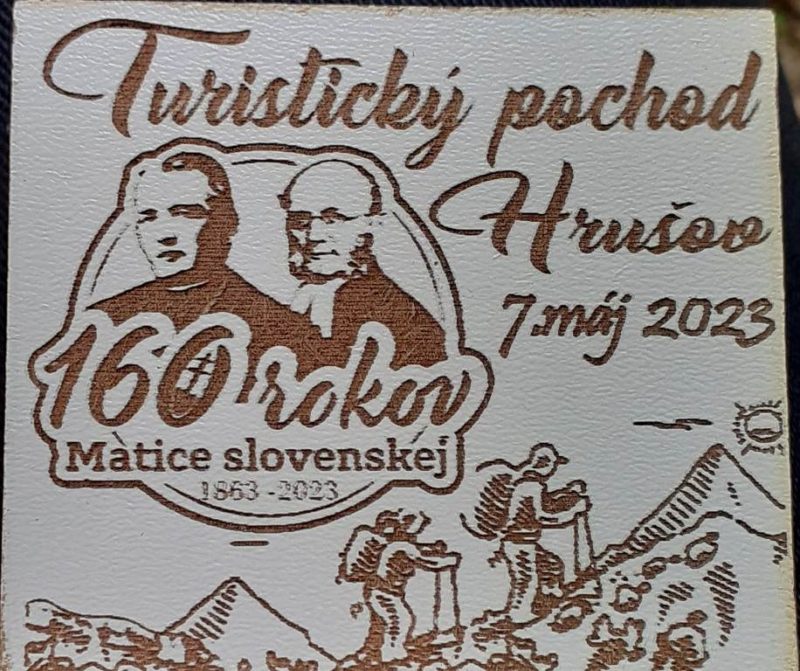 Turistický pochod
Hrušov
7.máj 2023
160 rokov
Matice slovenskej
1863 - 2023